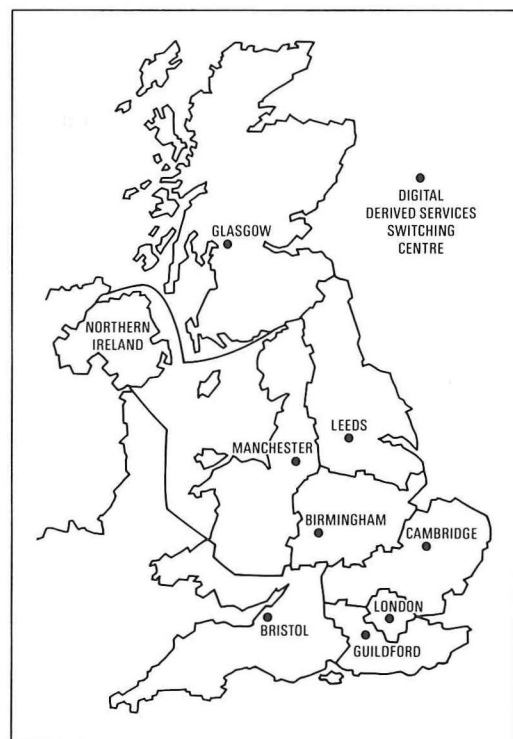 DIGITAL
DERIVED SERVICES
SWITCHING
CENTRE
GLASGOW
NORTHERN
IRELAND
LEEDS
MANCHESTER
BIRMINGHAM
CAMBRIDGE
LONDON
BRISTOL
GUILDFORD